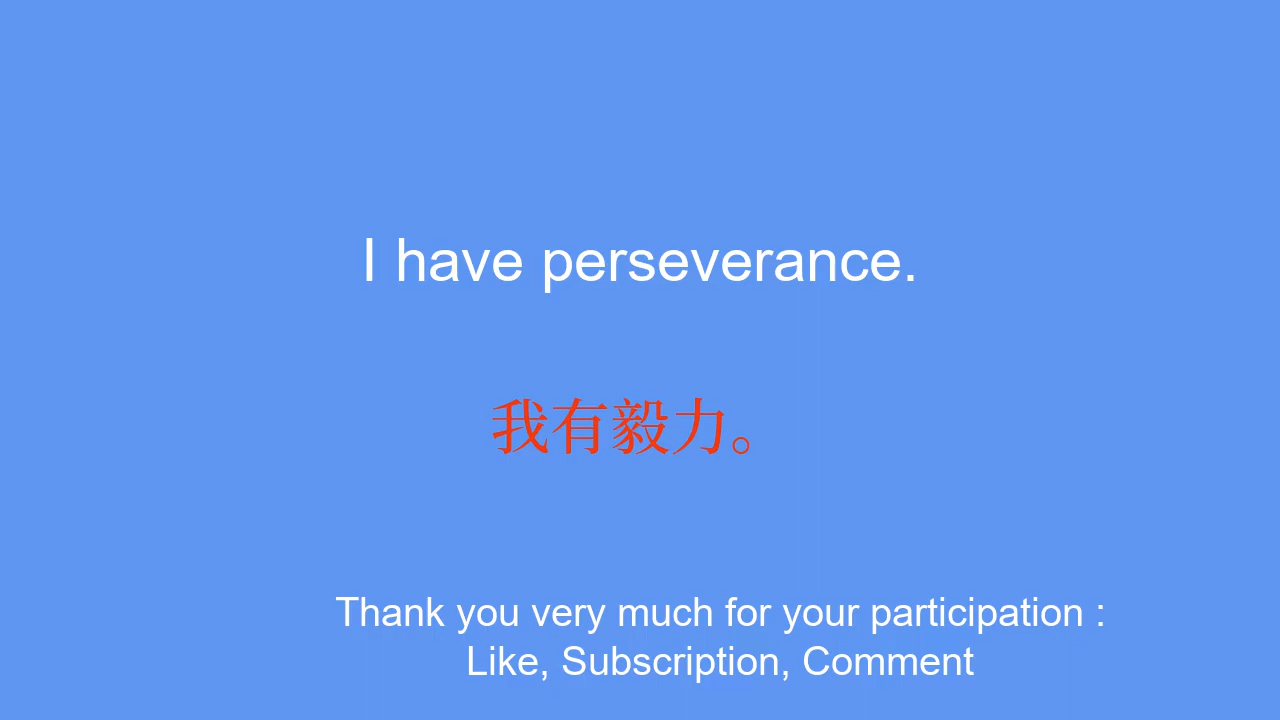 I have perseverance.
我有毅力。
Thank you very much for your participation :
Like, Subscription, Comment